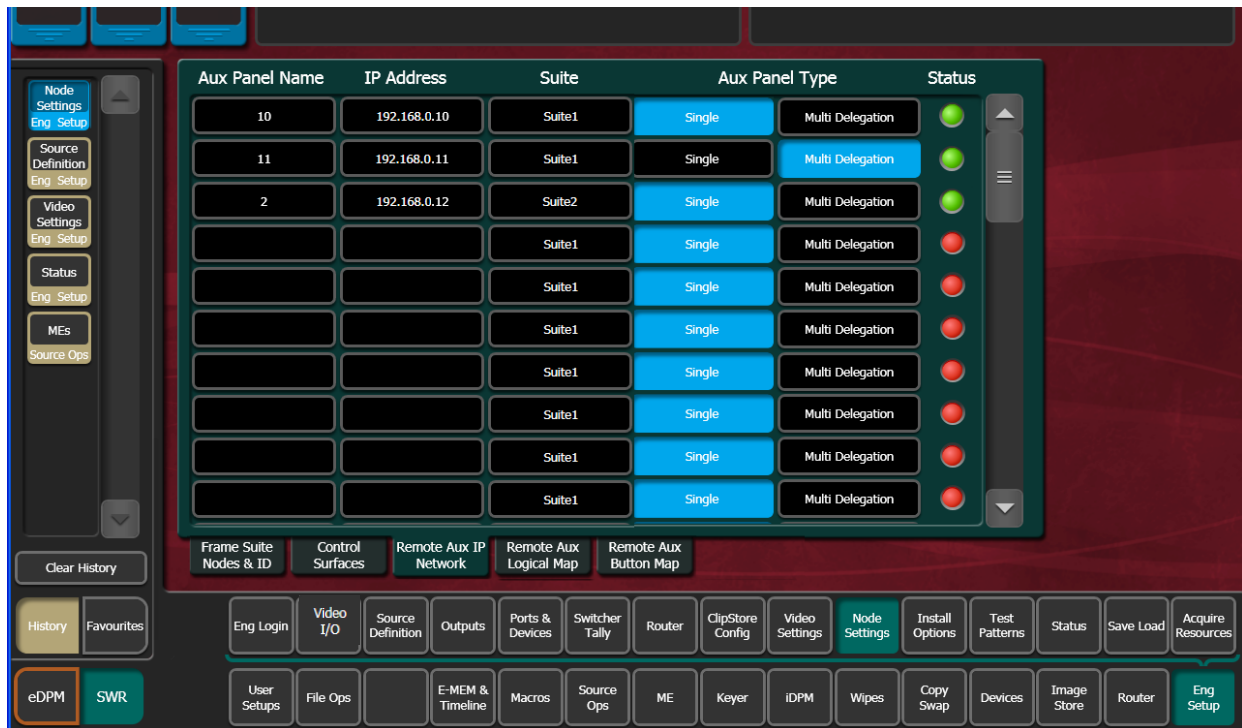 Aux Panel Name IP Address Suite Aux Panel Type Status
10 192.168.0.10 Suite1 Single Multi Delegation
11 192.168.0.11 Suite1 Single Multi Delegation
2 192.168.0.12 Suite2 Single Multi Delegation
Suite1 Single Multi Delegation
Suite1 Single Multi Delegation
Suite1 Single Multi Delegation
Suite1 Single Multi Delegation
Suite1 Single Multi Delegation
Suite1 Single Multi Delegation
Suite1 Single Multi Delegation
Node
Settings
Eng Setup
Source
Definition
Eng Setup
Video
Settings
Eng Setup
Status
Eng Setup
MEs
Source Ops
Clear History
History Favourites
eDPM SWR
Frame Suite
Nodes & ID
Control
Surfaces
Remote Aux IP
Network
Remote Aux
Logical Map
Remote Aux
Button Map
Eng Login
Video
I/O
Source
Definition
Outputs
Ports &
Devices
Switcher
Tally
Router
ClipStore
Config
Video
Settings
Node
Settings
Install
Options
Test
Patterns
Status
Save Load
Acquire
Resources
User
Setups
File Ops
E-MEM &
Timeline
Macros
Source
Ops
ME
Keyer
iDPM
Wipes
Copy
Swap
Devices
Image
Store
Router
Eng
Setup